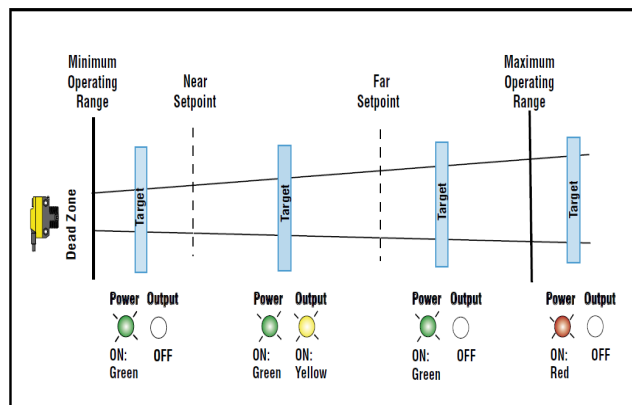 Minimum
Operating
Range
Near
Setpoint
Far
Setpoint
Maximum
Operating
Range
Dead Zone
Target
Target
Target
Target
Power Output
ON:
Green
OFF
Power Output
ON:
Green
ON:
Yellow
Power Output
ON:
Green
OFF
Power Output
ON:
Red
OFF